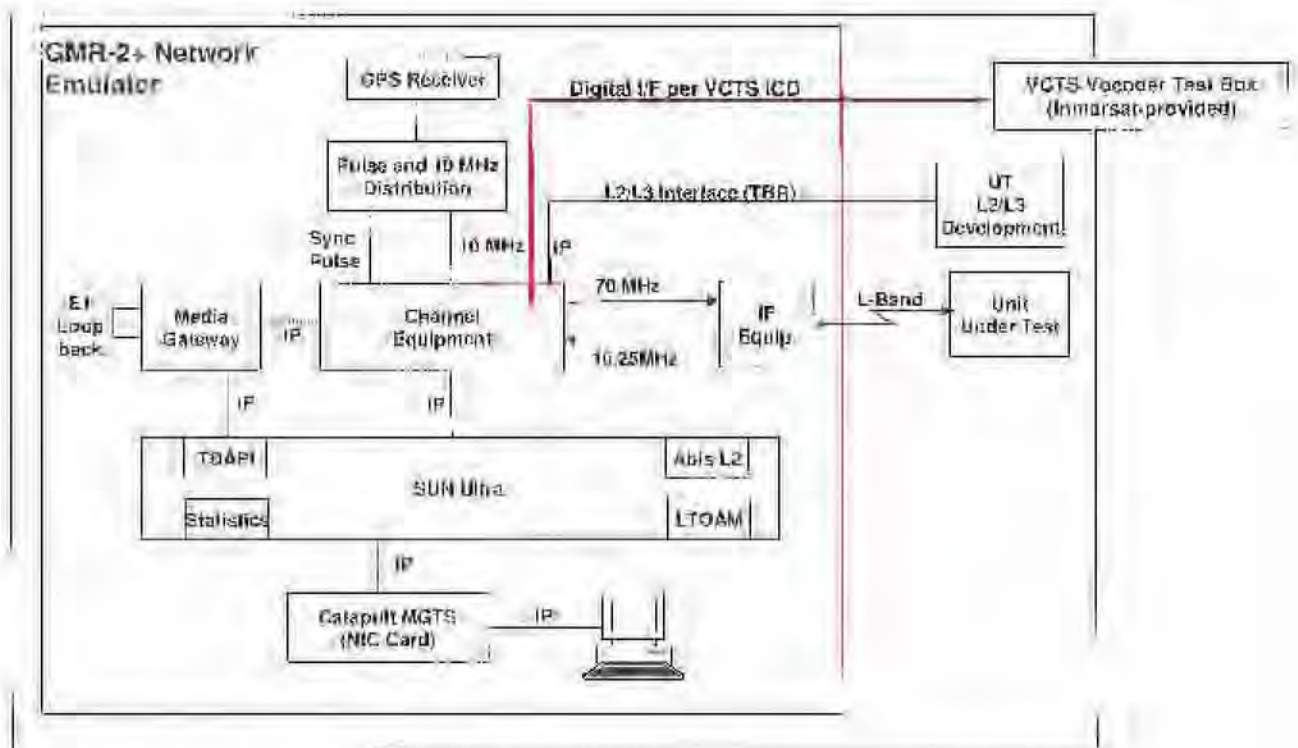 GMR-2+ Network
Emulator
GPS Receiver
Digital I/F per VCTS ICD
VCTS Vocoder Test Box
(Inmarsat-provided)
Pulse and 10 MHz
Distribution
L2/L3 Interface (TBR)
UT
L2/L3
Development
Sync
Pulse
10 MHz
IP
E1
Loop
back
Media
Gateway
IP
Channel
Equipment
70 MHz
10.25MHz
IF
Equip.
L-Band
Unit
Under Test
IP
IP
TDAPI
Abis L2
SUN Ultra
Statistics
LTOAM
IP
Catapult MGTS
(NIC Card)
IP